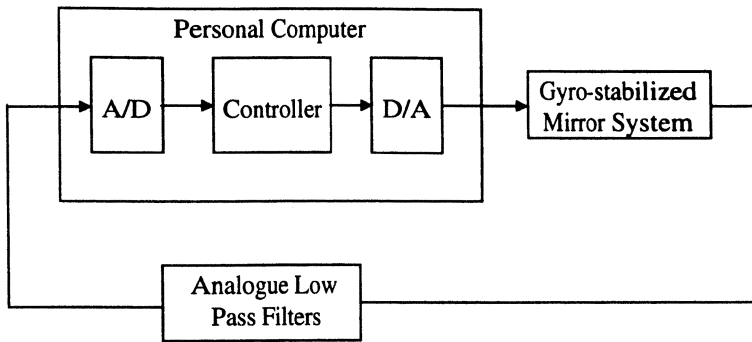 Personal Computer
A/D
Controller
D/A
Gyro-stabilized
Mirror System
Analogue Low
Pass Filters